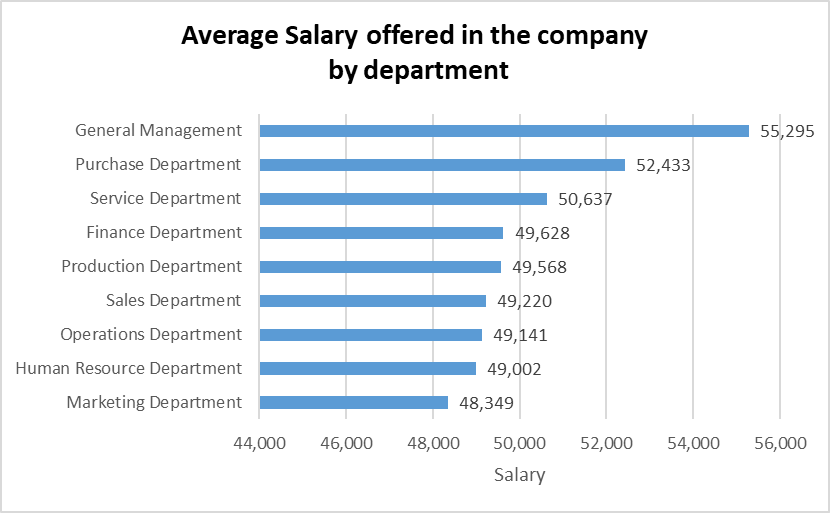 Average Salary offered in the company
by department
General Management 55,295
Purchase Department 52,433
Service Department 50,637
Finance Department 49,628
Production Department 49,568
Sales Department 49,220
Operations Department 49,141
Human Resource Department 49,002
Marketing Department 48,349
44,000 46,000 48,000 50,000 52,000 54,000 56,000
Salary